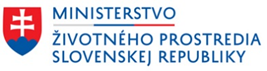 MINISTERSTVO
ŽIVOTNÉHO PROSTREDIA
SLOVENSKEJ REPUBLIKY